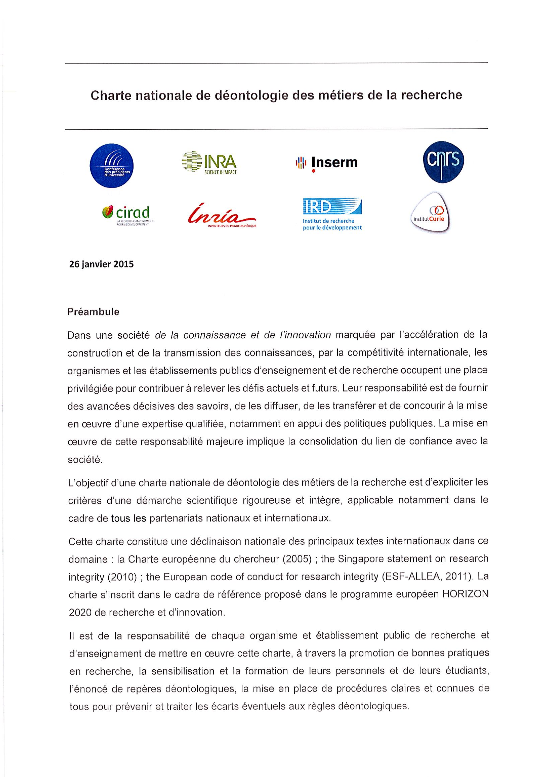 Charte nationale de déontologie des métiers de la recherche
conférence
des présidents
d'université
INRA
SCIENCE & IMPACT
Inserm
cnrs
cirad
inria
IRD
Institut de recherche
pour le développement
institutCurie
26 janvier 2015
Préambule
Dans une société de la connaissance et de l'innovation marquée par l'accélération de la
construction et de la transmission des connaissances, par la compétitivité internationale, les
organismes et les établissements publics d'enseignement et de recherche occupent une place
privilégiée pour contribuer à relever les défis actuels et futurs. Leur responsabilité est de fournir
des avancées décisives des savoirs, de les diffuser, de les transférer et de concourir à la mise
en œuvre d'une expertise qualifiée, notamment en appui des politiques publiques. La mise en
œuvre de cette responsabilité majeure implique la consolidation du lien de confiance avec la
société.
L'objectif d'une charte nationale de déontologie des métiers de la recherche est d'expliciter les
critères d'une démarche scientifique rigoureuse et intègre, applicable notamment dans le
cadre de tous les partenariats nationaux et internationaux.
Cette charte constitue une déclinaison nationale des principaux textes internationaux dans ce
domaine : la Charte européenne du chercheur (2005) ; the Singapore statement on research
integrity (2010) ; the European code of conduct for research integrity (ESF-ALLEA, 2011). La
charte s'inscrit dans le cadre de référence proposé dans le programme européen HORIZON
2020 de recherche et d'innovation.
Il est de la responsabilité de chaque organisme et établissement public de recherche et
d'enseignement de mettre en œuvre cette charte, à travers la promotion de bonnes pratiques
en recherche, la sensibilisation et la formation de leurs personnels et de leurs étudiants,
l'énoncé de repères déontologiques, la mise en place de procédures claires et connues de
tous pour prévenir et traiter les écarts éventuels aux règles déontologiques.